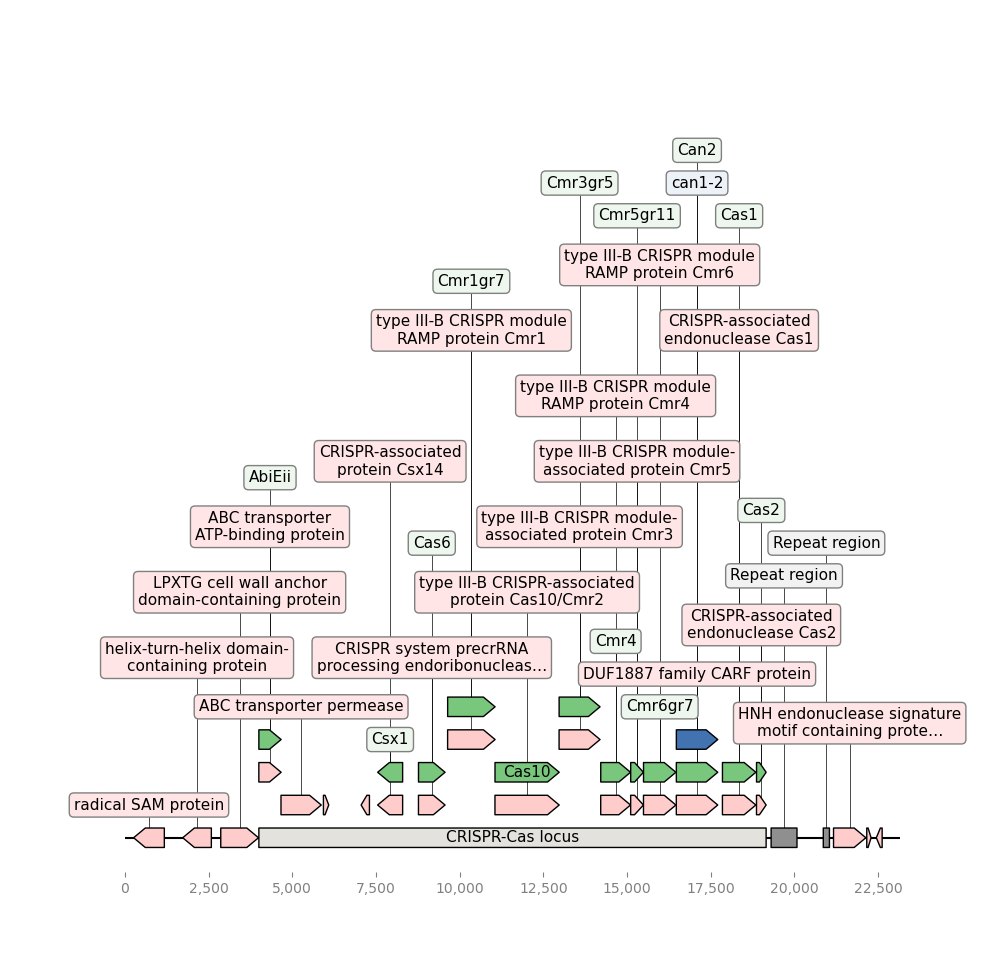 Can2
Cmr3gr5
can1-2
Cmr5gr11
Cas1
type III-B CRISPR module
RAMP protein Cmr6
Cmr1gr7
type III-B CRISPR module
RAMP protein Cmr1
CRISPR-associated
endonuclease Cas1
type III-B CRISPR module
RAMP protein Cmr4
CRISPR-associated
protein Csx14
type III-B CRISPR module-
associated protein Cmr5
AbiEii
Cas2
ABC transporter
ATP-binding protein
type III-B CRISPR module-
associated protein Cmr3
Cas6
Repeat region
Repeat region
LPXTG cell wall anchor
domain-containing protein
type III-B CRISPR-associated
protein Cas10/Cmr2
CRISPR-associated
endonuclease Cas2
Cmr4
helix-turn-helix domain-
containing protein
CRISPR system precrRNA
processing endoribonucleas...
DUF1887 family CARF protein
ABC transporter permease
Cmr6gr7
HNH endonuclease signature
motif containing prote...
Csx1
Cas10
radical SAM protein
CRISPR-Cas locus
0
2,500
5,000
7,500
10,000
12,500
15,000
17,500
20,000
22,500